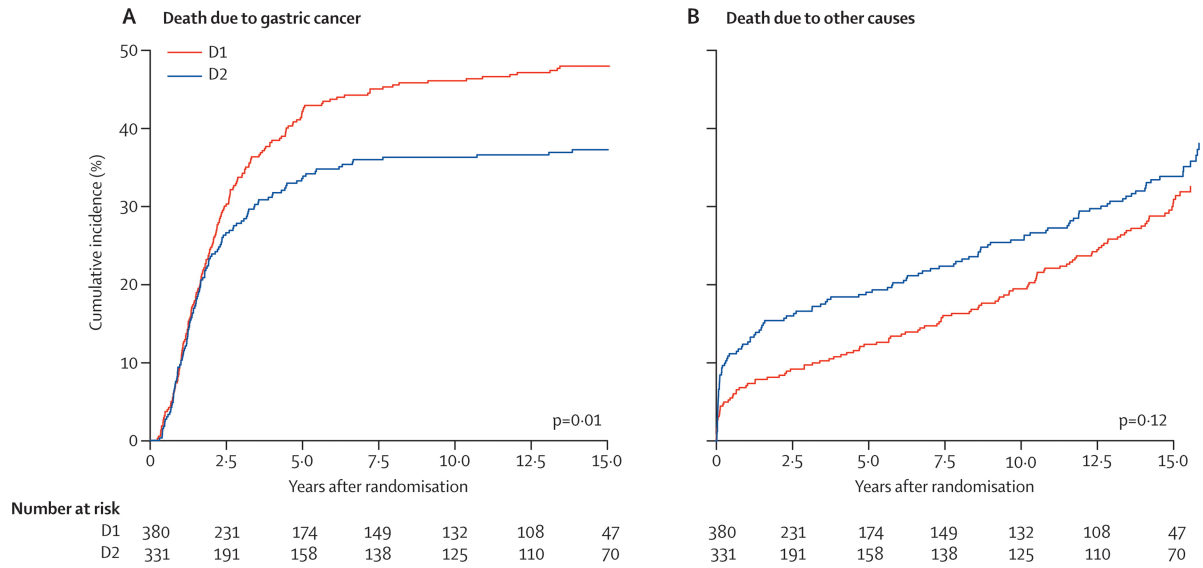 A Death due to gastric cancer
D1
D2
50
40
30
20
10
0
Cumulative incidence (%)
p=0·01
0 2·5 5·0 7·5 10·0 12·5 15·0
Years after randomisation
B Death due to other causes
p=0·12
0 2·5 5·0 7·5 10·0 12·5 15·0
Years after randomisation
Number at risk
D1 380 231 174 149 132 108 47 380 231 174 149 132 108 47
D2 331 191 158 138 125 110 70 331 191 158 138 125 110 70